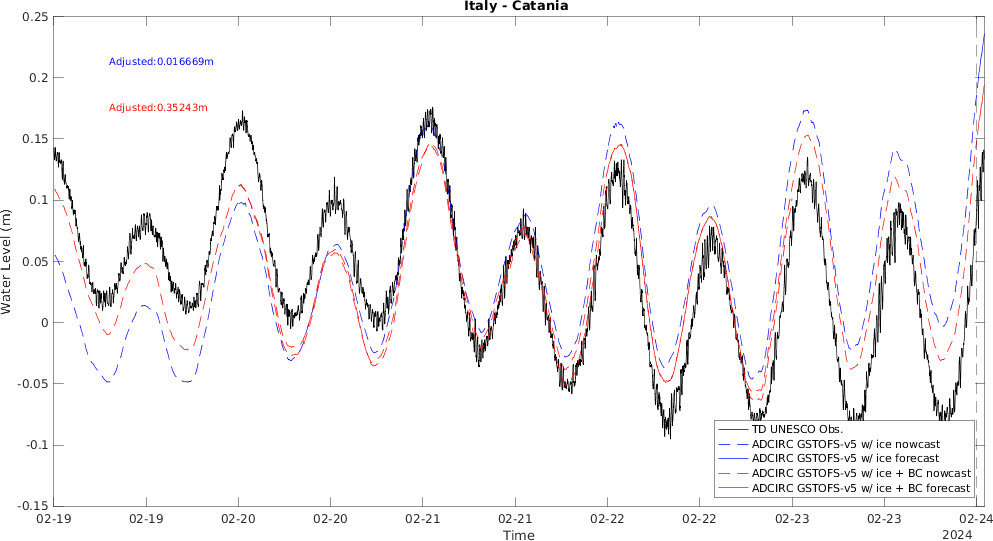 Italy - Catania
Adjusted:0.016669m
Adjusted:0.35243m
Water Level (m)
0.25
0.2
0.15
0.1
0.05
0
-0.05
-0.1
-0.15
TD UNESCO Obs.
ADCIRC GSTOFS-v5 w/ ice nowcast
ADCIRC GSTOFS-v5 w/ ice forecast
ADCIRC GSTOFS-v5 w/ ice + BC nowcast
ADCIRC GSTOFS-v5 w/ ice + BC forecast
02-19 02-19 02-20 02-20 02-21 02-21 02-22 02-22 02-23 02-23 02-24
Time
2024